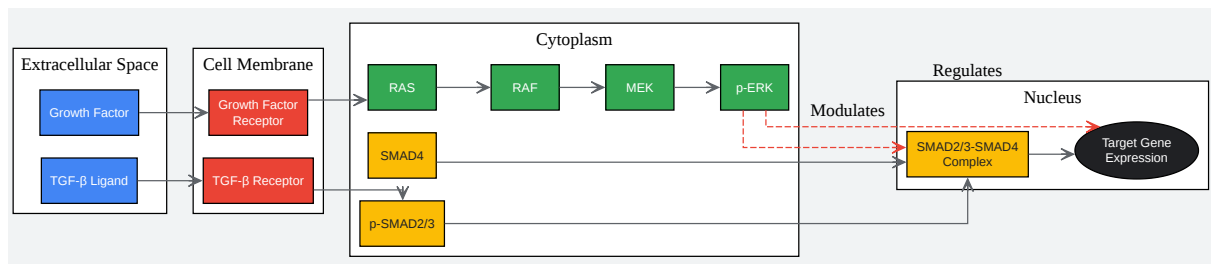 Extracellular Space
Growth Factor
TGF-β Ligand
Cell Membrane
Growth Factor
Receptor
TGF-β Receptor
Cytoplasm
RAS
RAF
MEK
p-ERK
SMAD4
p-SMAD2/3
Modulates
Regulates
Nucleus
SMAD2/3-SMAD4
Complex
Target Gene
Expression